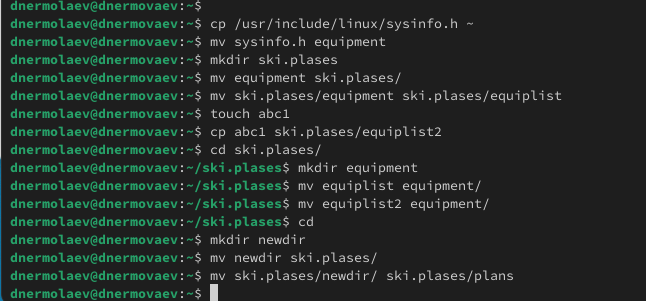 dnermolaev@dnermovaev:~$
dnermolaev@dnermovaev:~$ cp /usr/include/linux/sysinfo.h ~
dnermolaev@dnermovaev:~$ mv sysinfo.h equipment
dnermolaev@dnermovaev:~$ mkdir ski.plases
dnermolaev@dnermovaev:~$ mv equipment ski.plases/
dnermolaev@dnermovaev:~$ mv ski.plases/equipment ski.plases/equiplist
dnermolaev@dnermovaev:~$ touch abc1
dnermolaev@dnermovaev:~$ cp abc1 ski.plases/equiplist2
dnermolaev@dnermovaev:~$ cd ski.plases/
dnermolaev@dnermovaev:~/ski.plases$ mkdir equipment
dnermolaev@dnermovaev:~/ski.plases$ mv equiplist equipment/
dnermolaev@dnermovaev:~/ski.plases$ mv equiplist2 equipment/
dnermolaev@dnermovaev:~/ski.plases$ cd
dnermolaev@dnermovaev:~$ mkdir newdir
dnermolaev@dnermovaev:~$ mv newdir ski.plases/
dnermolaev@dnermovaev:~$ mv ski.plases/newdir/ ski.plases/plans
dnermolaev@dnermovaev:~$